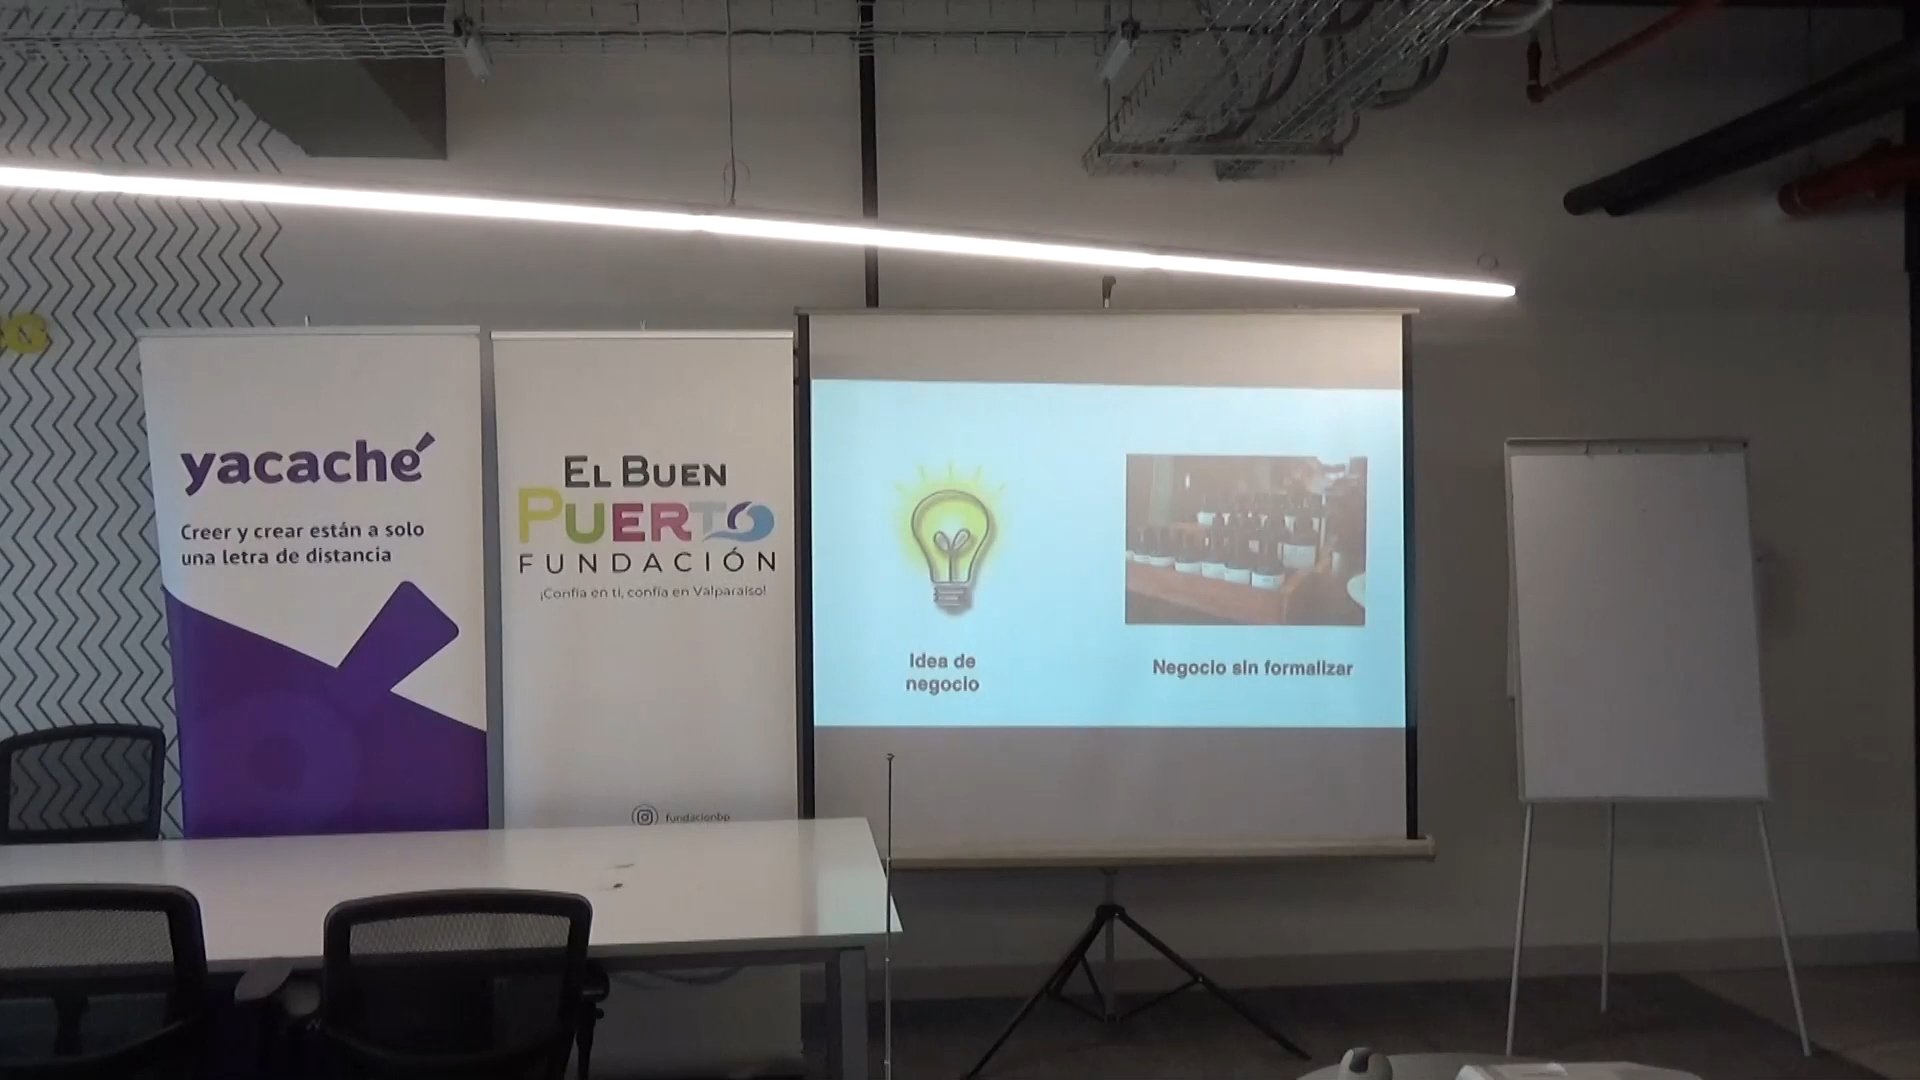 yacaché
Creer y crear están a solo
una letra de distancia
EL BUEN
PUERTO
FUNDACIÓN
¡Confía en ti, confía en Valparaíso!
fundacionbp
Idea de
negocio
Negocio sin formalizar